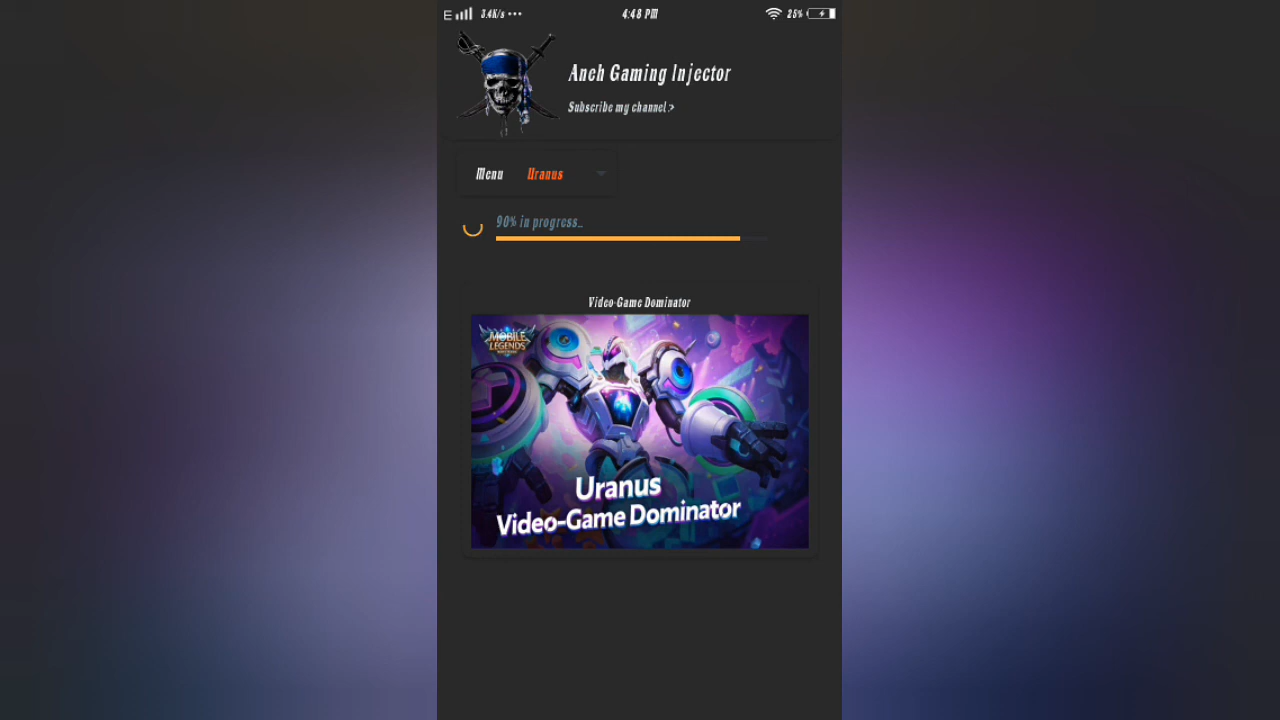 E 3.4K/s ••• 4:48 PM 25%
Anch Gaming Injector
Subscribe my channel >
Menu Uranus
90% in progress...
Video-Game Dominator
MOBILE
LEGENDS
Uranus
Video-Game Dominator